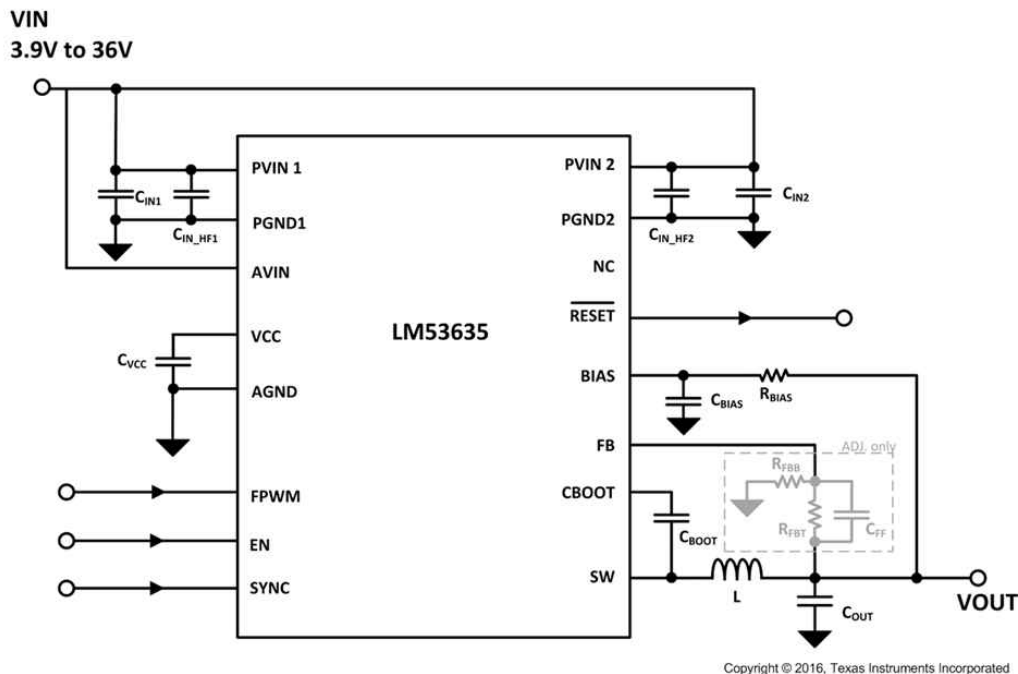 VIN
3.9V to 36V
PVIN 1
PVIN 2
CIN1
CIN2
PGND1
PGND2
CIN_HF1
CIN_HF2
AVIN
NC
RESET
LM53635
VCC
CVCC
AGND
BIAS
CBIAS
RBIAS
FB
ADJ. only
RFBB
RFBT
CFF
FPWM
CBOOT
CBOOT
EN
SYNC
SW
L
COUT
VOUT
Copyright © 2016, Texas Instruments Incorporated